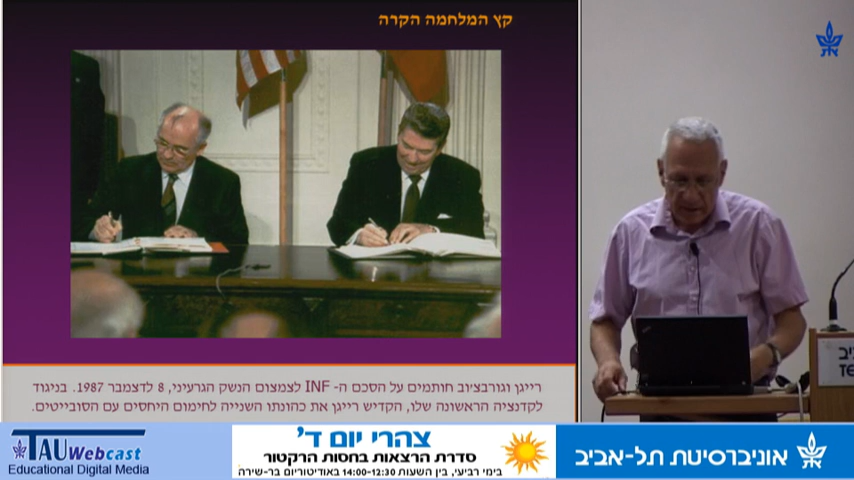 קץ המלחמה הקרה
רייגן וגורבצ'וב חותמים על הסכם ה- INF לצמצום הנשק הגרעיני, 8 לדצמבר 1987. בניגוד
לקדנציה הראשונה שלו, הקדיש רייגן את כהונתו השנייה לחימום היחסים עם הסובייטים.
TAU Webcast
Educational Digital Media
צהרי יום ד'
סדרת הרצאות בחסות הרקטור
בימי רביעי, בין השעות 14:00-12:30 באודיטוריום בר-שירה
אוניברסיטת תל-אביב